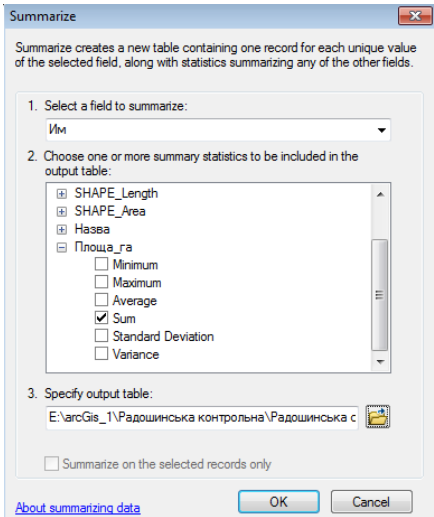 Summarize
Summarize creates a new table containing one record for each unique value
of the selected field, along with statistics summarizing any of the other fields.
1. Select a field to summarize:
Им
2. Choose one or more summary statistics to be included in the
output table:
SHAPE_Length
SHAPE_Area
Назва
Площа_га
Minimum
Maximum
Average
Sum
Standard Deviation
Variance
3. Specify output table:
E:\arcGis_1\Радошинська контрольна\Радошинська с
Summarize on the selected records only
About summarizing data
OK
Cancel